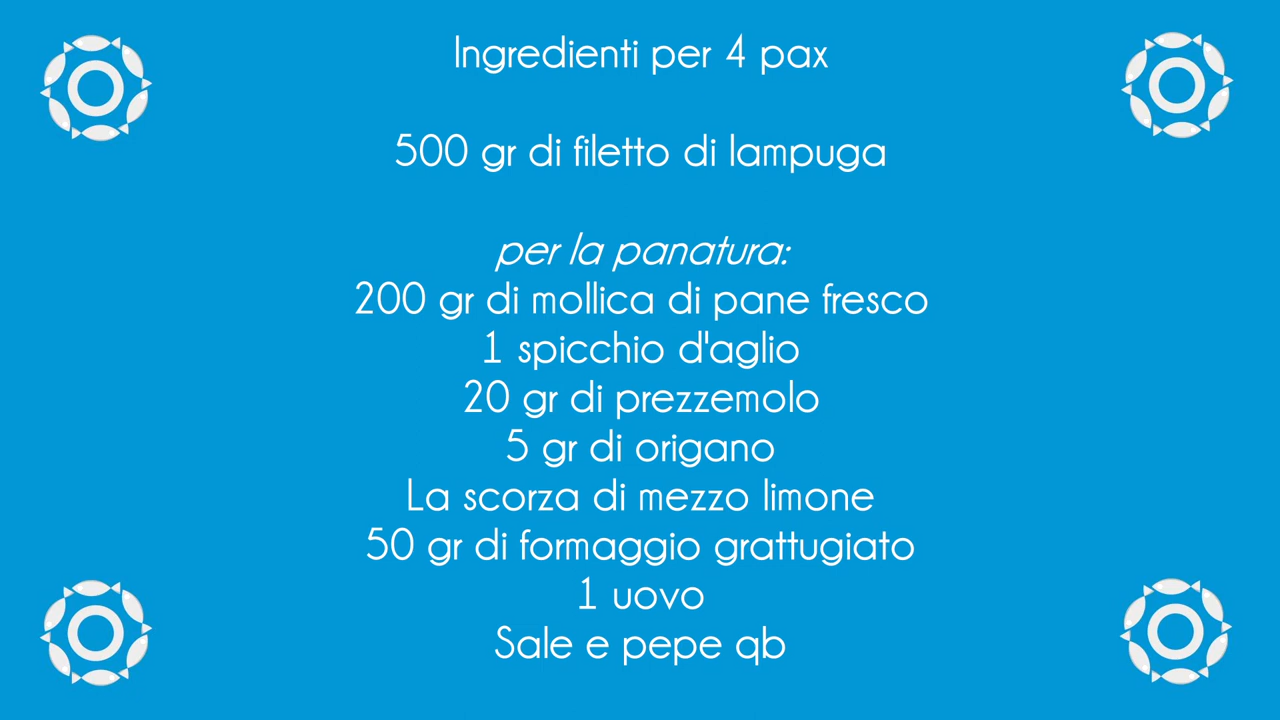 Ingredienti per 4 pax
500 gr di filetto di lampuga
per la panatura:
200 gr di mollica di pane fresco
1 spicchio d'aglio
20 gr di prezzemolo
5 gr di origano
La scorza di mezzo limone
50 gr di formaggio grattugiato
1 uovo
Sale e pepe qb